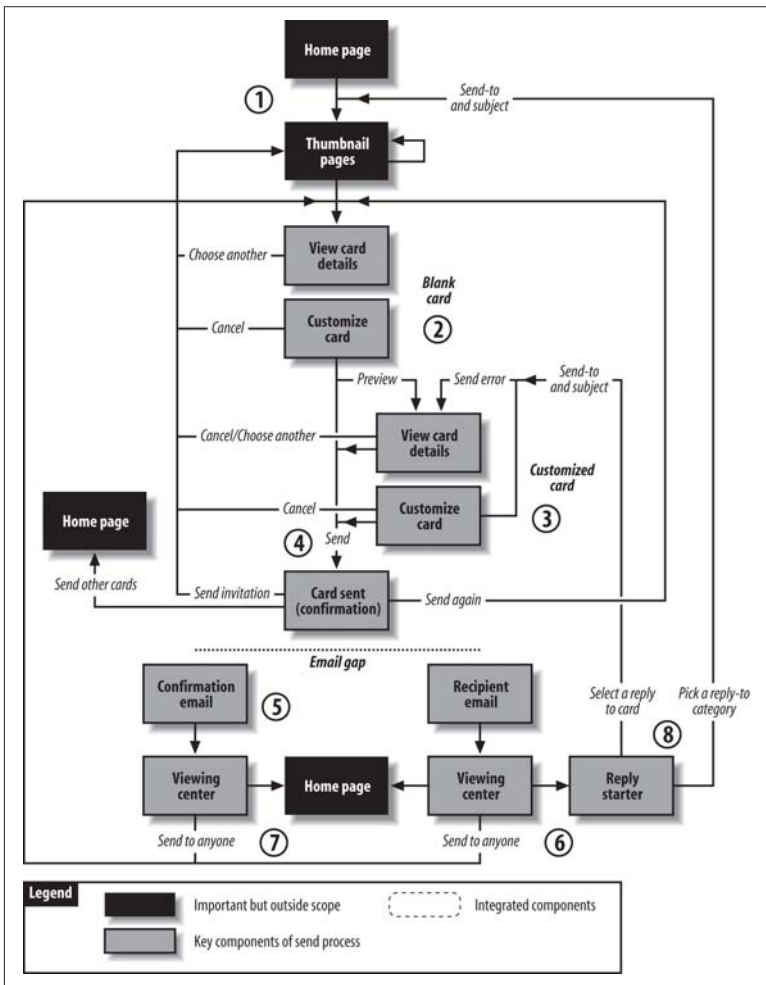 Home page
①
Send-to
and subject
Thumbnail
pages
Choose another
View card
details
Blank
card
②
Cancel
Customize
card
Preview
Send error
Send-to
and subject
Cancel/Choose another
View card
details
Customized
card
③
Cancel
Customize
card
Home page
④
Send
Send other cards
Send invitation
Card sent
(confirmation)
Send again
Email gap
Confirmation
email
⑤
Recipient
email
Select a reply
to card
Pick a reply-to
category
⑧
Viewing
center
Home page
Viewing
center
Reply
starter
Send to anyone
⑦
Send to anyone
⑥
Legend
Important but outside scope
Integrated components
Key components of send process